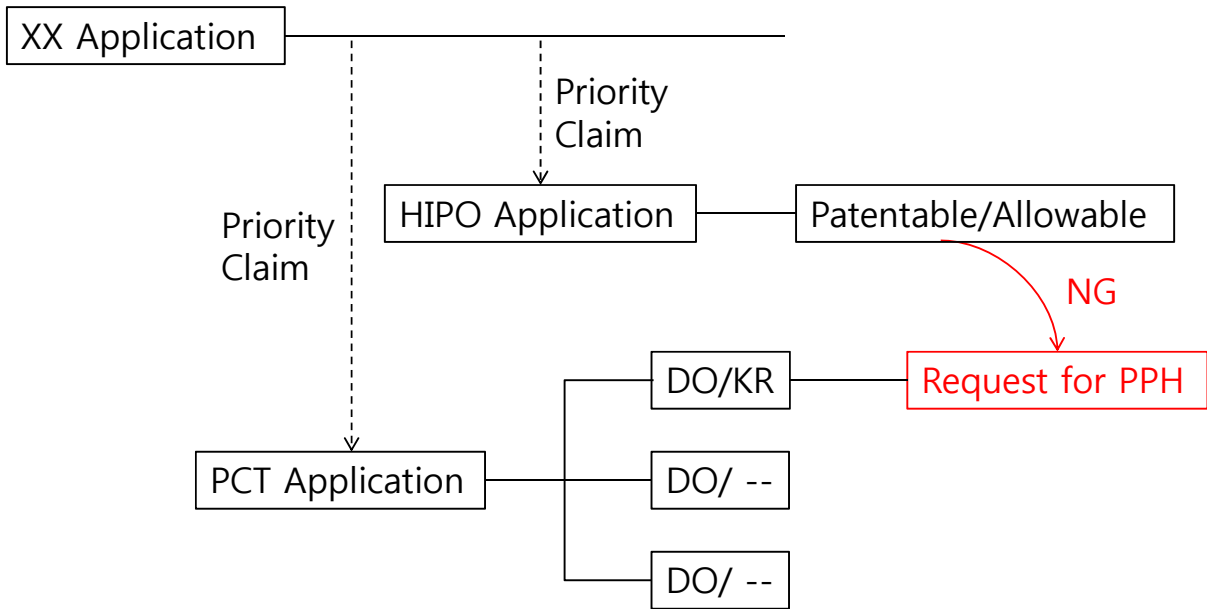 XX Application
Priority
Claim
HIPO Application
Patentable/Allowable
Priority
Claim
NG
DO/KR
Request for PPH
PCT Application
DO/ --
DO/ --